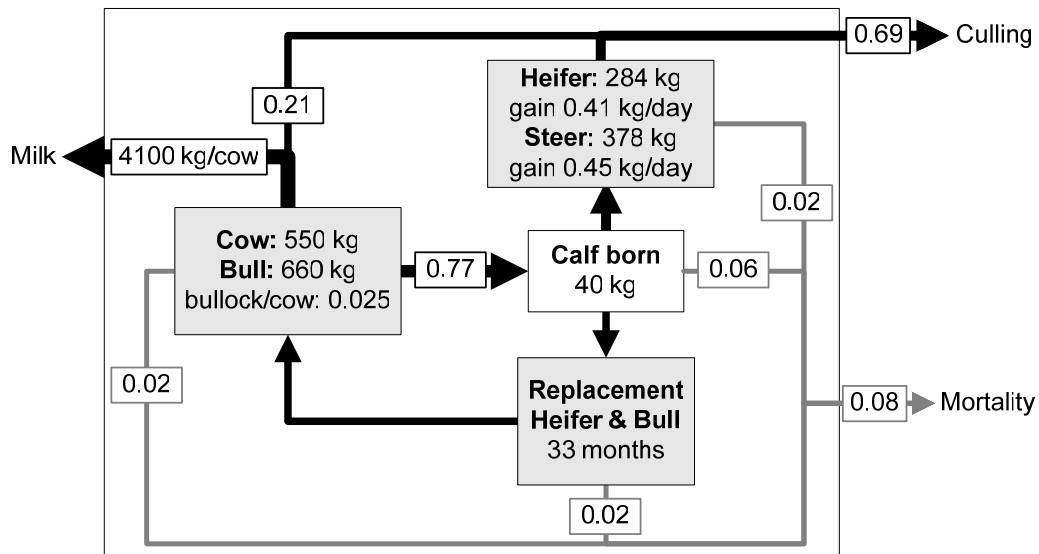 0.69
Culling
Heifer: 284 kg
gain 0.41 kg/day
Steer: 378 kg
gain 0.45 kg/day
0.21
Milk
4100 kg/cow
0.02
Cow: 550 kg
Bull: 660 kg
bullock/cow: 0.025
0.77
Calf born
40 kg
0.06
0.02
Replacement
Heifer & Bull
33 months
0.08
Mortality
0.02